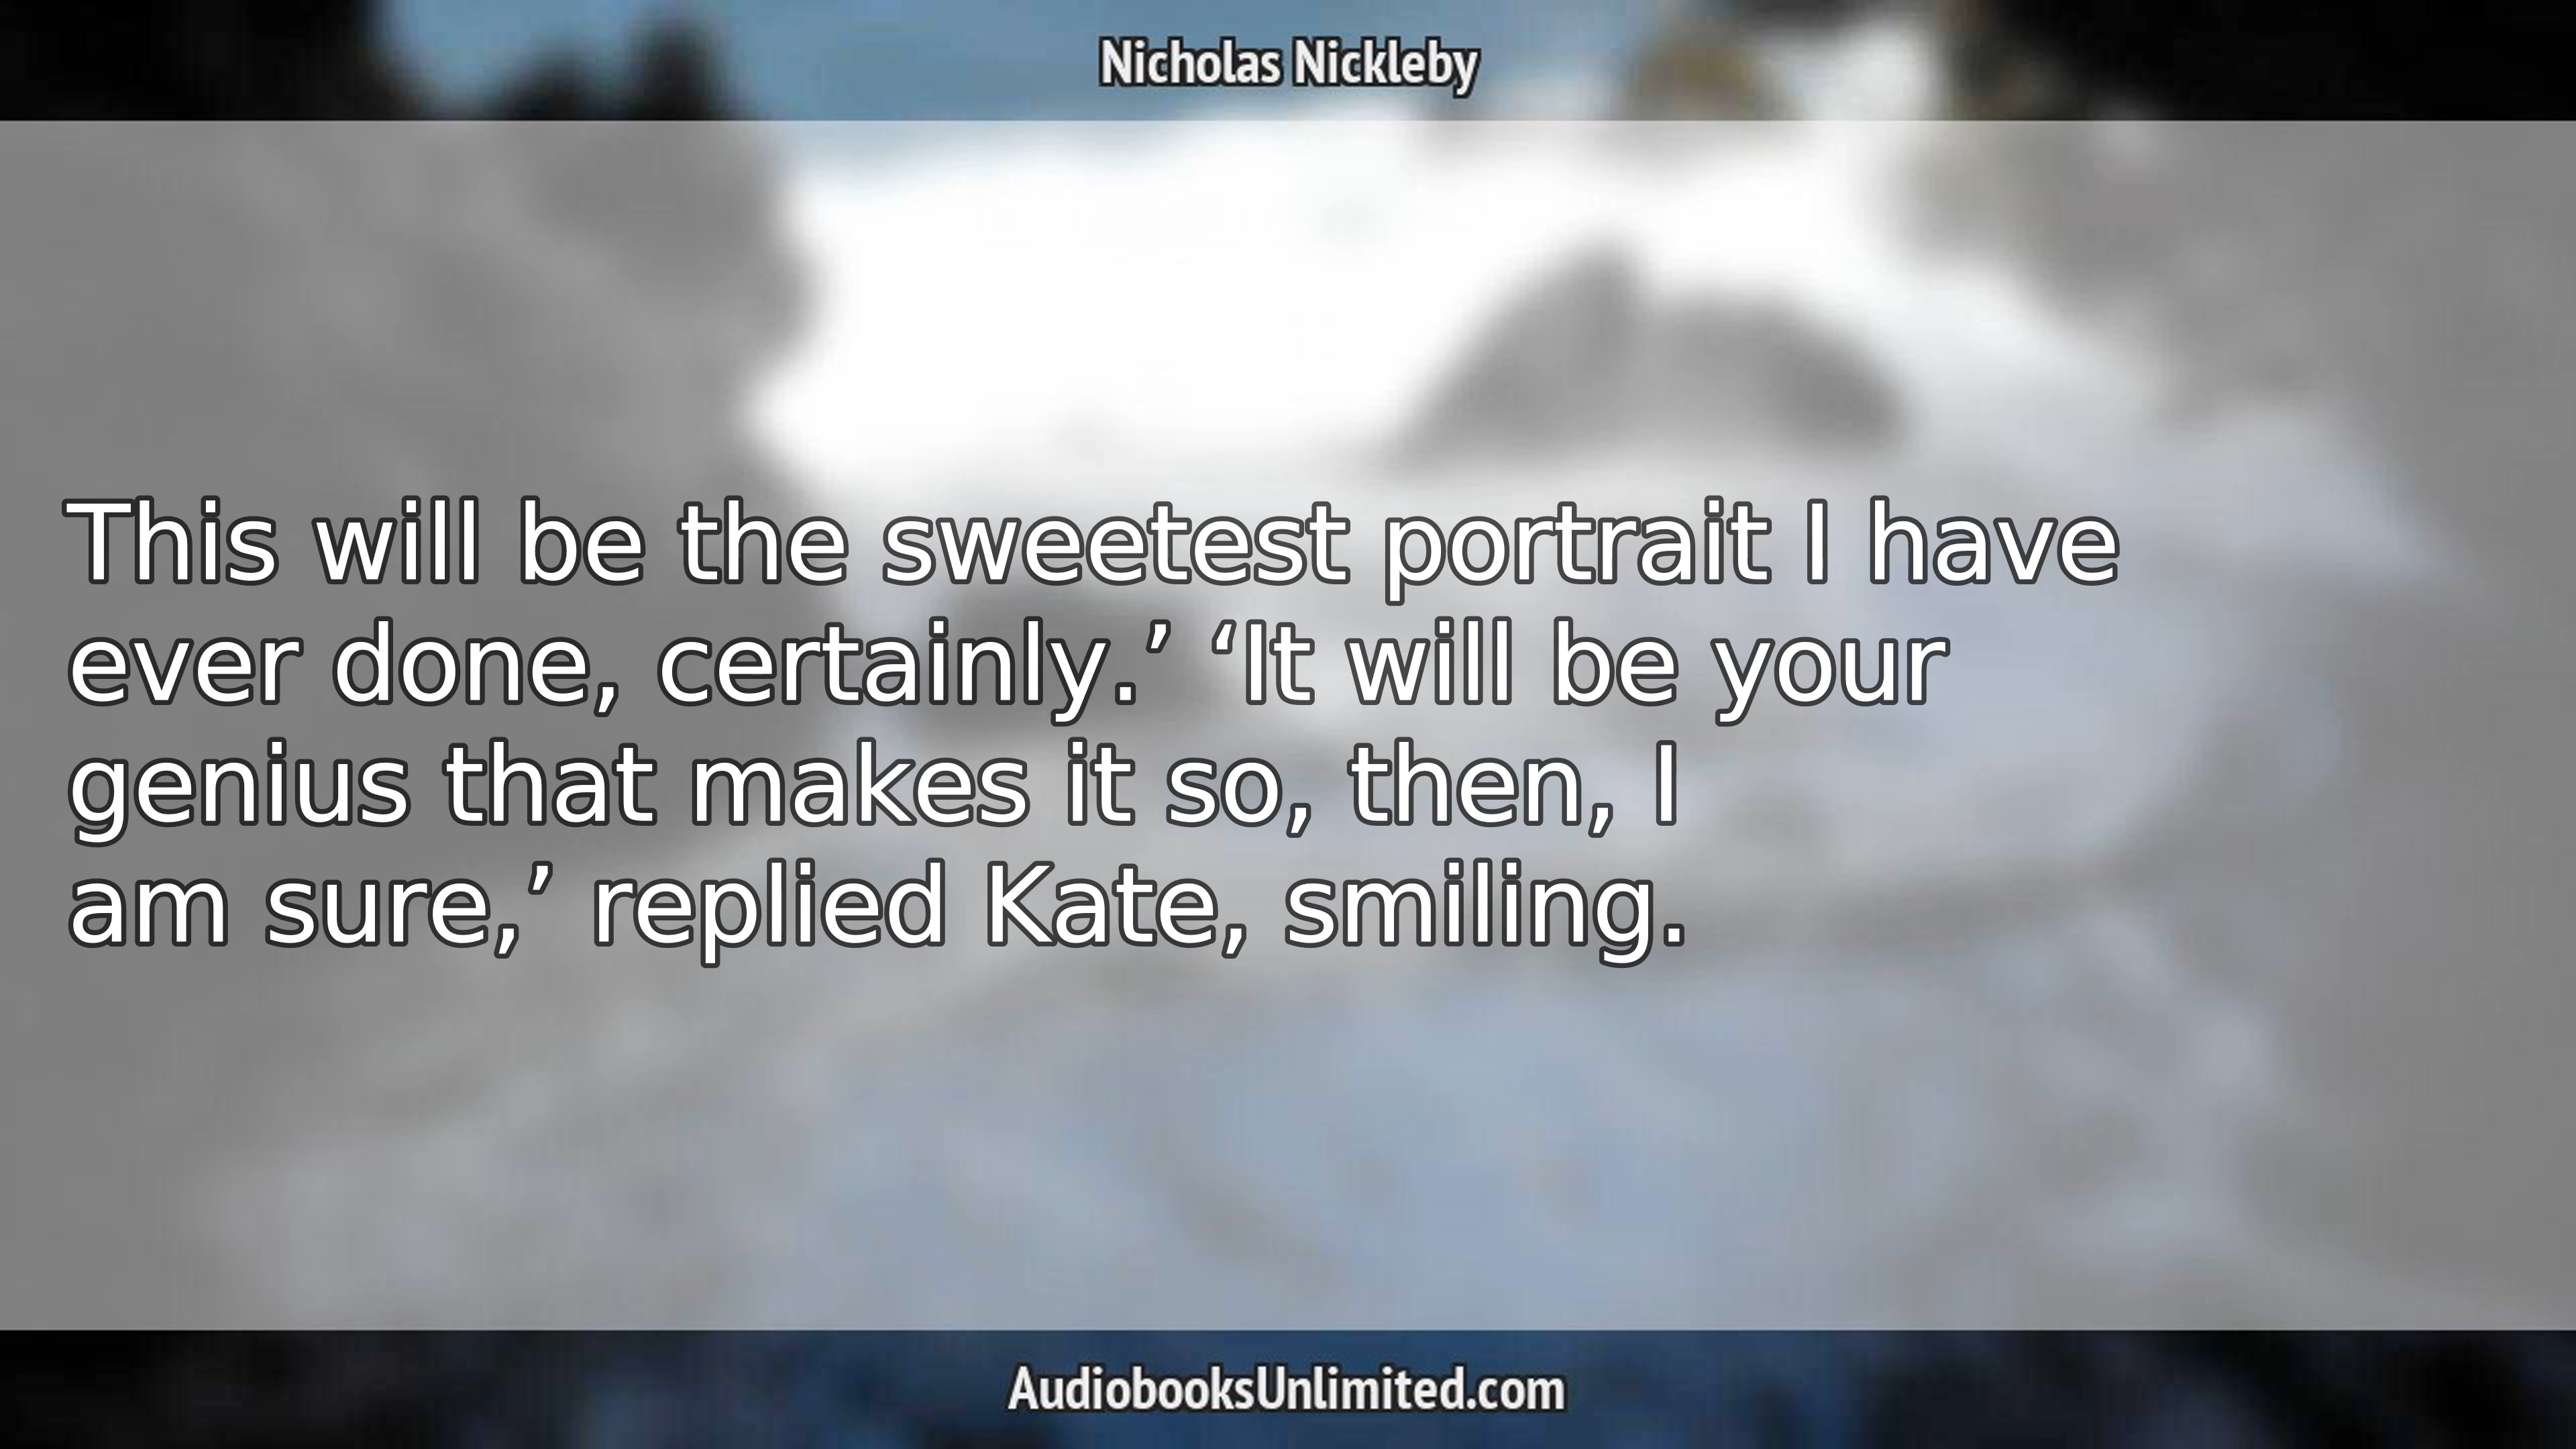 Nicholas Nickleby
This will be the sweetest portrait I have
ever done, certainly.’ ‘It will be your
genius that makes it so, then, I
am sure,’ replied Kate, smiling.
AudiobooksUnlimited.com